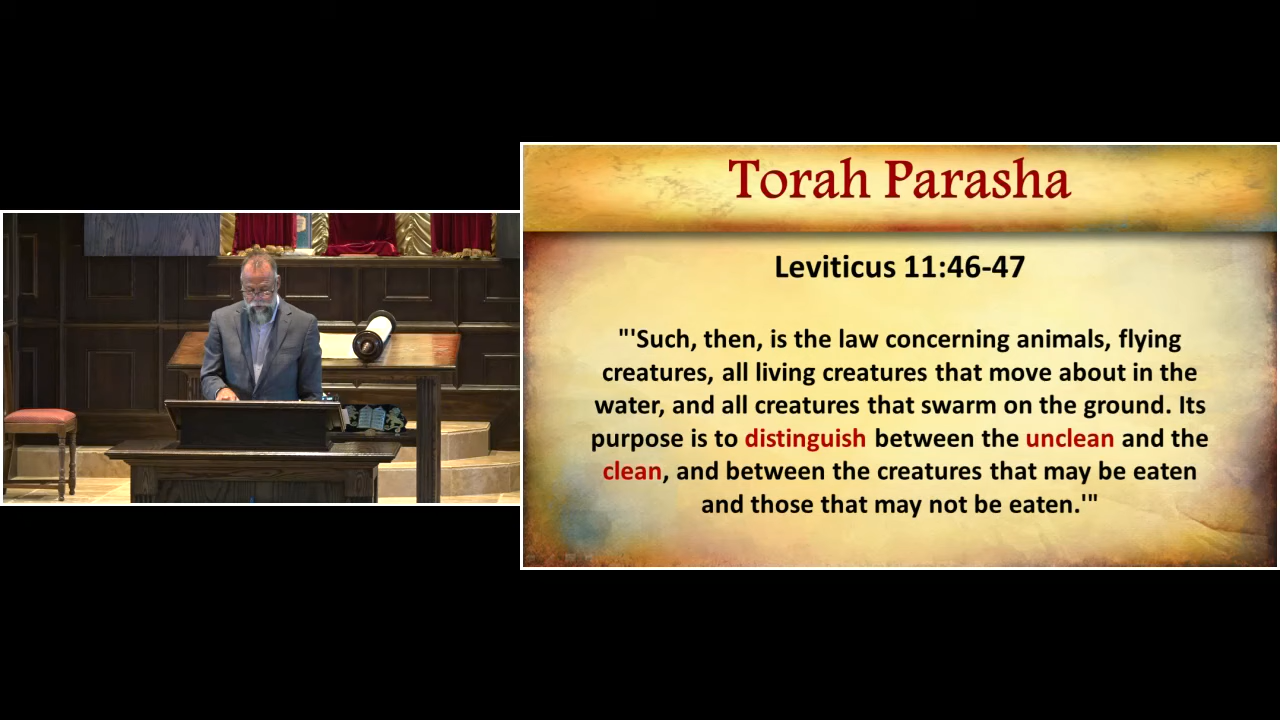 Torah Parasha
Leviticus 11:46-47
"'Such, then, is the law concerning animals, flying
creatures, all living creatures that move about in the
water, and all creatures that swarm on the ground. Its
purpose is to distinguish between the unclean and the
clean, and between the creatures that may be eaten
and those that may not be eaten.'"